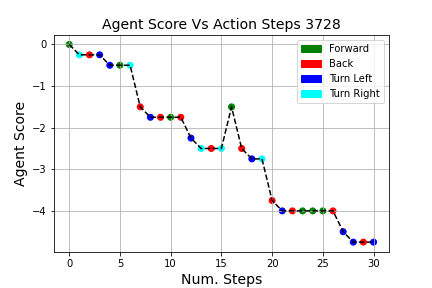 Agent Score Vs Action Steps 3728
Forward
Back
Turn Left
Turn Right
Agent Score
0
−1
−2
−3
−4
0
5
10
15
20
25
30
Num. Steps